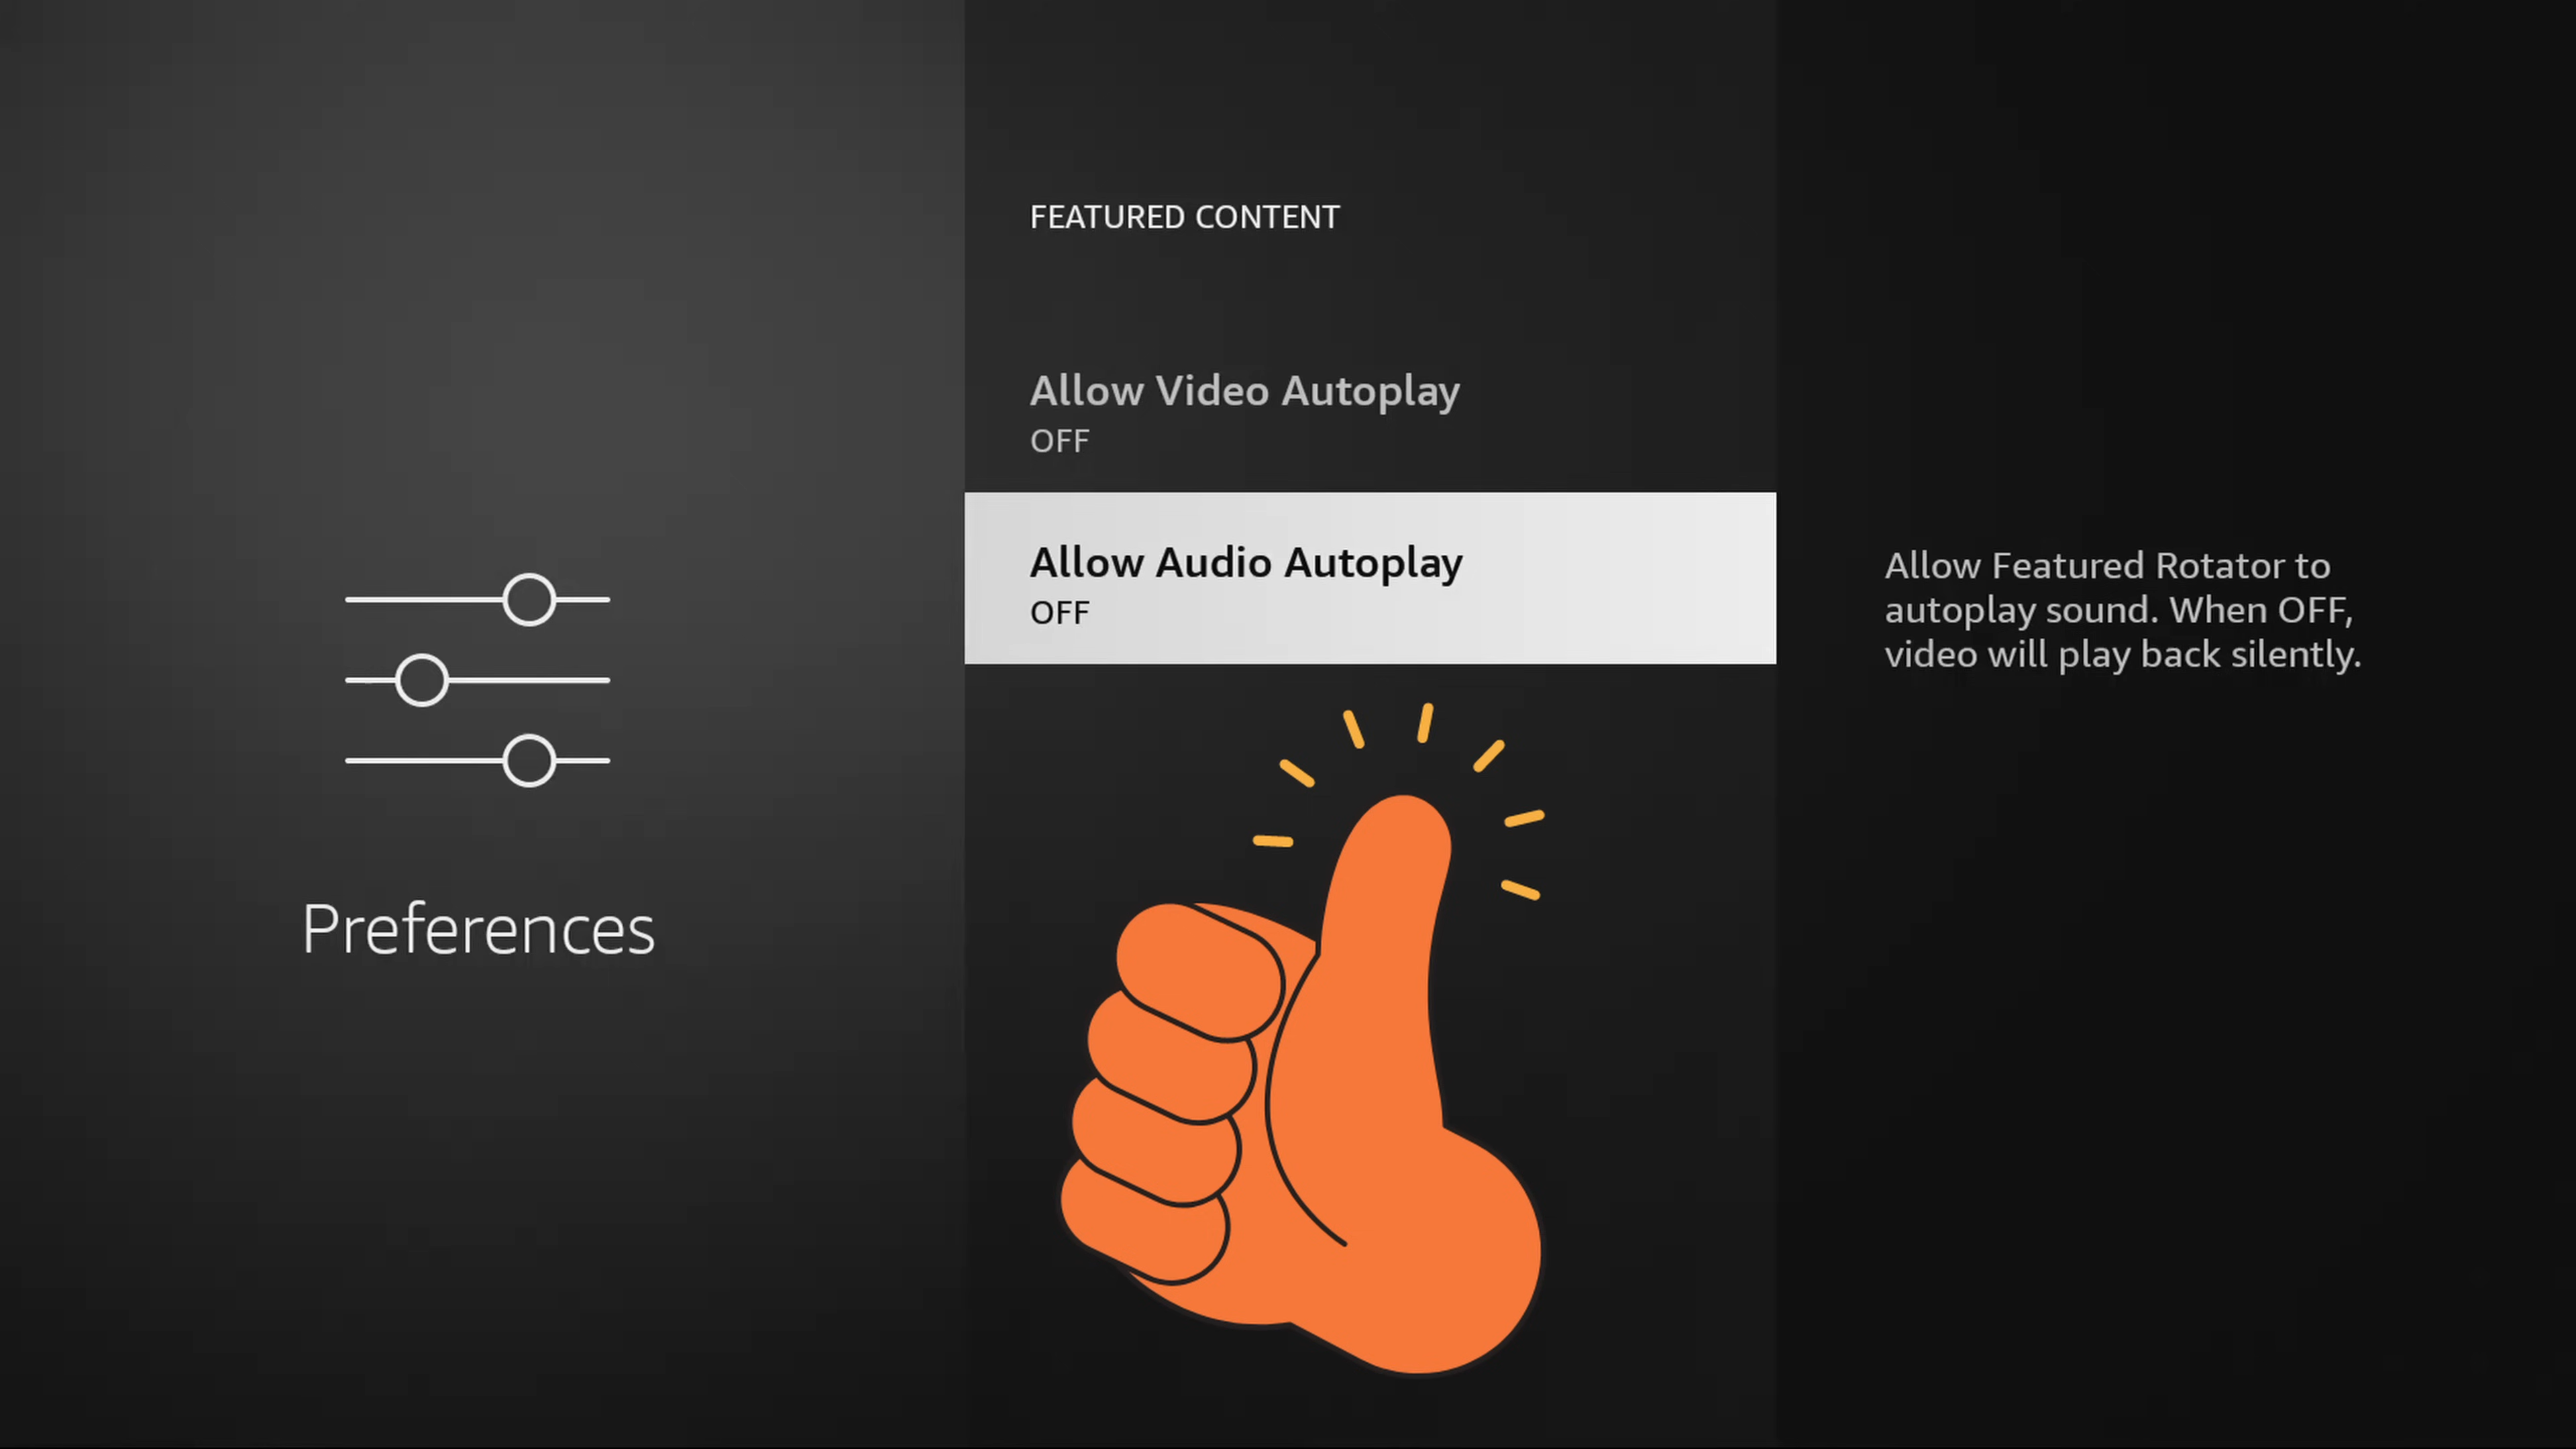 FEATURED CONTENT
Allow Video Autoplay
OFF
Allow Audio Autoplay
OFF
Allow Featured Rotator to
autoplay sound. When OFF,
video will play back silently.
Preferences